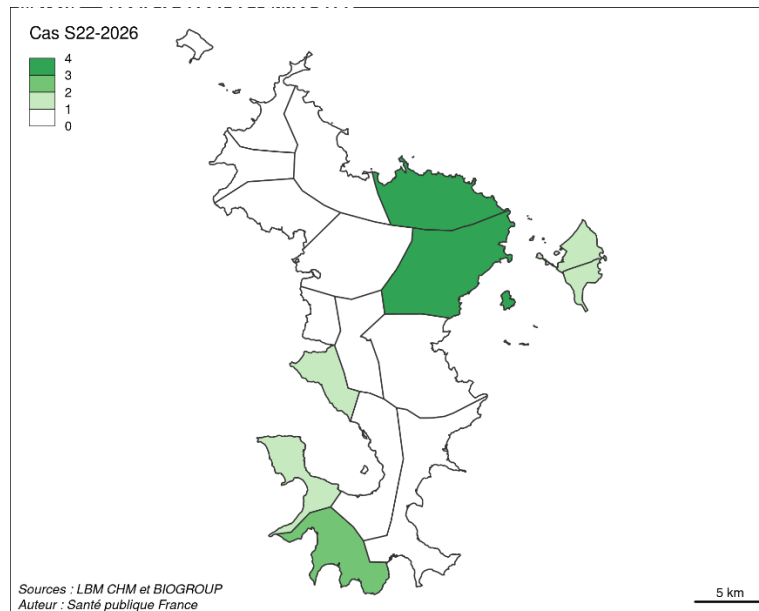 Cas S22-2026
4
3
2
1
0
Sources : LBM CHM et BIOGROUP
Auteur : Santé publique France
5 km